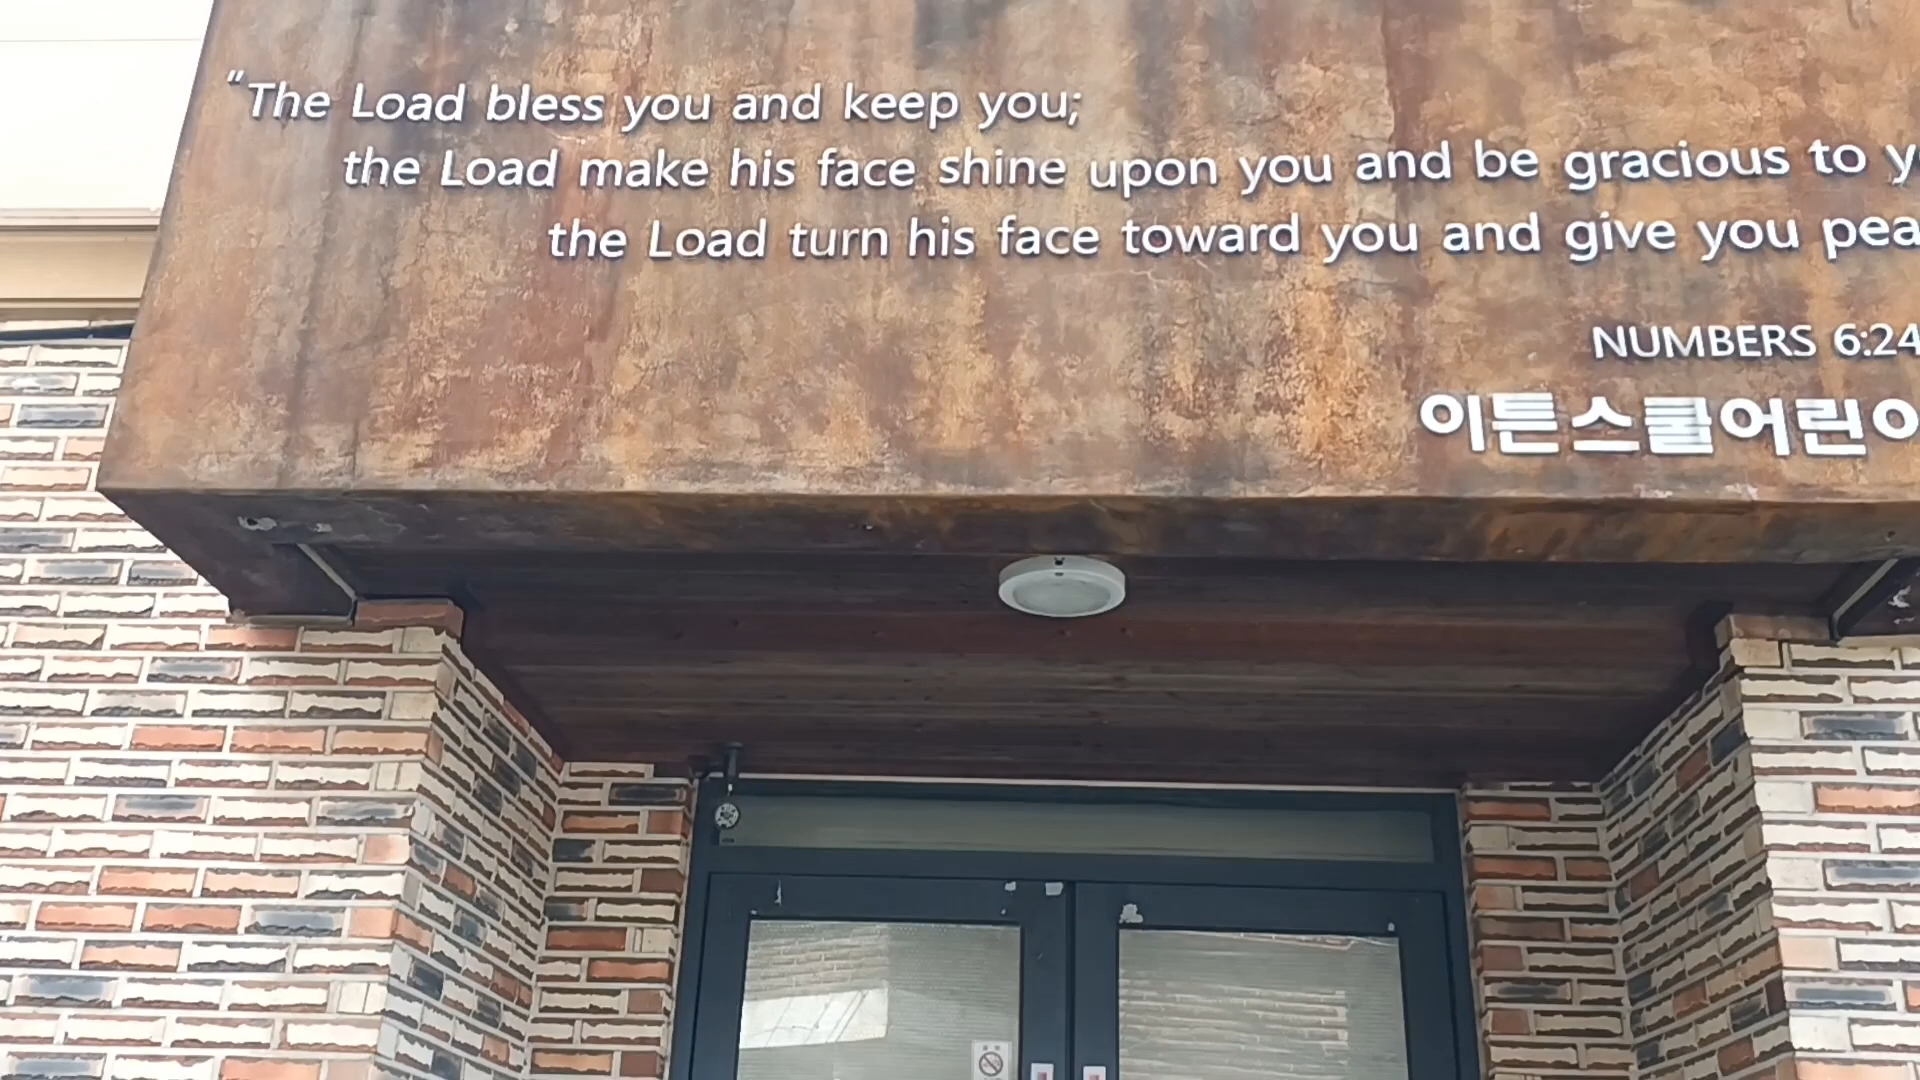 "The Load bless you and keep you;
the Load make his face shine upon you and be gracious to
the Load turn his face toward you and give you
NUMBERS 6:24
이튼스쿨어린이